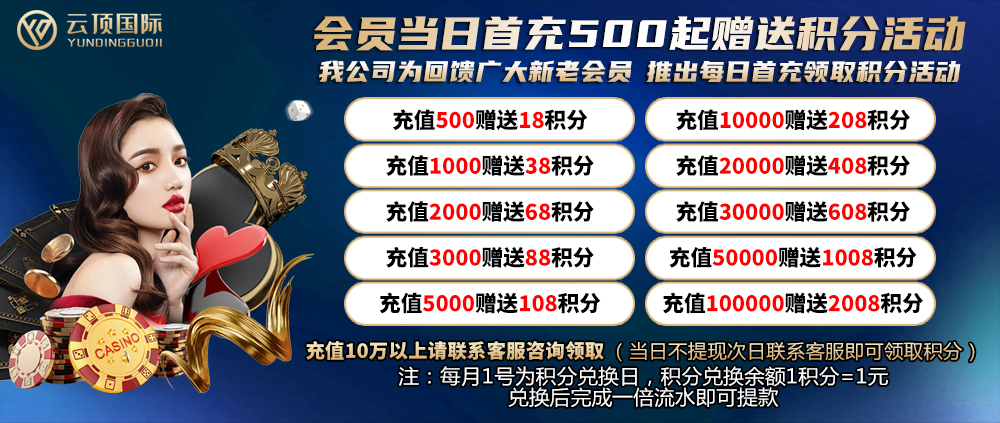 云顶国际
YUNDINGGUOJI
会员当日首充500起赠送积分活动
我公司为回馈广大新老会员 推出每日首充领取积分活动
充值500赠送18积分
充值10000赠送208积分
充值1000赠送38积分
充值20000赠送408积分
充值2000赠送68积分
充值30000赠送608积分
充值3000赠送88积分
充值50000赠送1008积分
充值5000赠送108积分
充值100000赠送2008积分
CASINO
充值10万以上请联系客服咨询领取 (当日不提现次日联系客服即可领取积分)
注：每月1号为积分兑换日，积分兑换余额1积分=1元
兑换后完成一倍流水即可提款